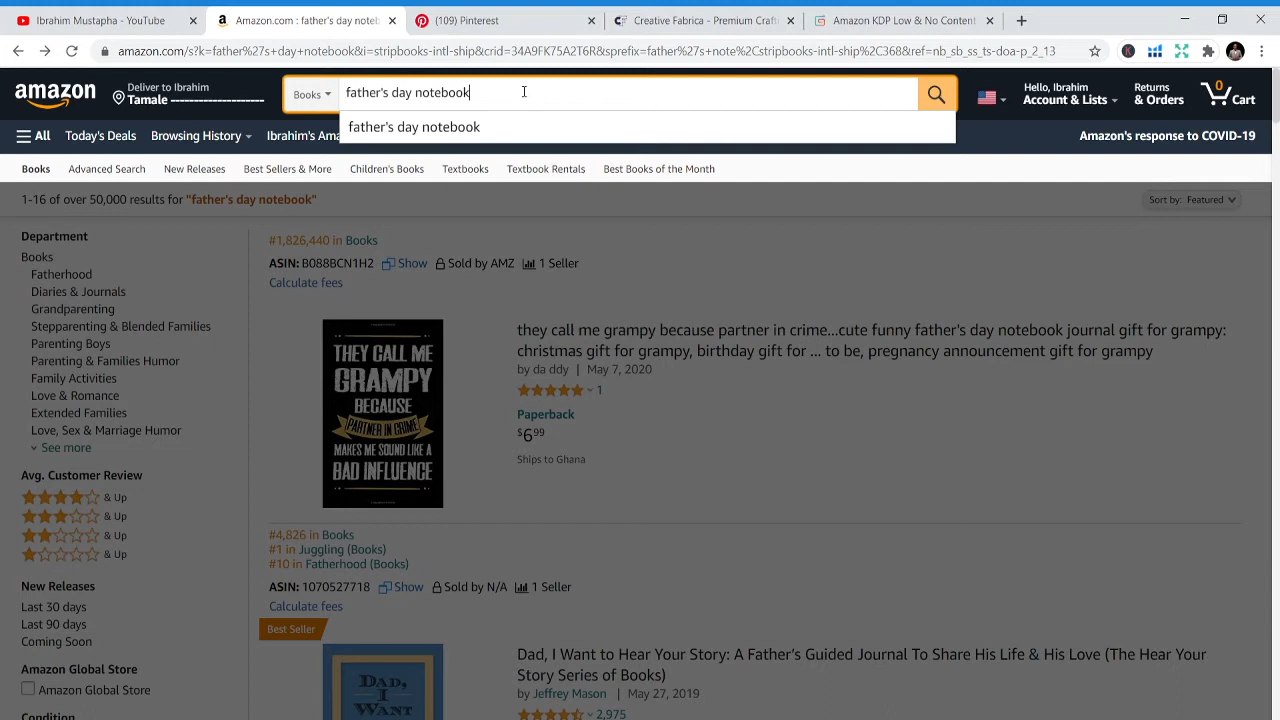 Ibrahim Mustapha - YouTube
Amazon.com : father's day noteb
(109) Pinterest
Creative Fabrica - Premium Craft
Amazon KDP Low & No Content
amazon.com/s?k=father%27s+day+notebook&i=stripbooks-intl-ship&crid=34A9FK75A2T6R&sprefix=father%27s+note%2Cstripbooks-intl-ship%2C368&ref=nb_sb_ss_ts-doa-p_2_13
amazon
Deliver to Ibrahim
Tamale ------------------
Books
father's day notebook
Hello, Ibrahim
Account & Lists
Returns
& Orders
0
Cart
father's day notebook
All
Today's Deals
Browsing History
Ibrahim's Ama
Amazon's response to COVID-19
Books
Advanced Search
New Releases
Best Sellers & More
Children's Books
Textbooks
Textbook Rentals
Best Books of the Month
1-16 of over 50,000 results for "father's day notebook"
Sort by: Featured
Department
Books
Fatherhood
Diaries & Journals
Grandparenting
Stepparenting & Blended Families
Parenting Boys
Parenting & Families Humor
Family Activities
Love & Romance
Extended Families
Love, Sex & Marriage Humor
See more
Avg. Customer Review
& Up
& Up
& Up
& Up
New Releases
Last 30 days
Last 90 days
Coming Soon
Amazon Global Store
Amazon Global Store
Condition
#1,826,440 in Books
ASIN: B088BCN1H2 Show Sold by AMZ 1 Seller
Calculate fees
THEY CALL ME
GRAMPY
BECAUSE
PARTNER IN CRIME
MAKES ME SOUND LIKE A
BAD INFLUENCE
they call me grampy because partner in crime...cute funny father's day notebook journal gift for grampy:
christmas gift for grampy, birthday gift for ... to be, pregnancy announcement gift for grampy
by da ddy | May 7, 2020
1
Paperback
$6.99
Ships to Ghana
#4,826 in Books
#1 in Juggling (Books)
#10 in Fatherhood (Books)
ASIN: 1070527718 Show Sold by N/A 1 Seller
Calculate fees
Best Seller
DAD,
I
WANT
Dad, I Want to Hear Your Story: A Father's Guided Journal To Share His Life & His Love (The Hear Your
Story Series of Books)
by Jeffrey Mason | May 27, 2019
2,975